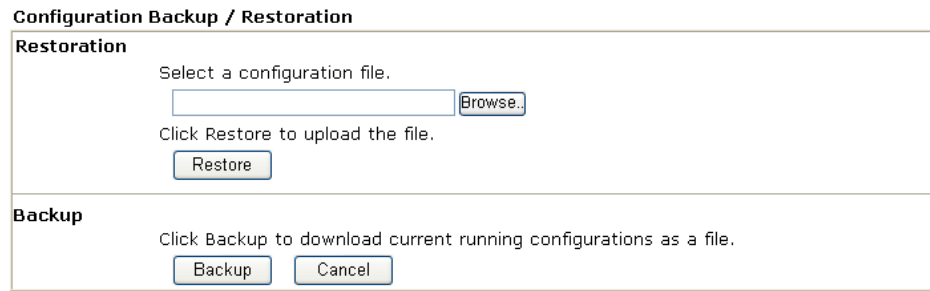 Configuration Backup / Restoration
Restoration
Select a configuration file.
Browse..
Click Restore to upload the file.
Restore
Backup
Click Backup to download current running configurations as a file.
Backup Cancel